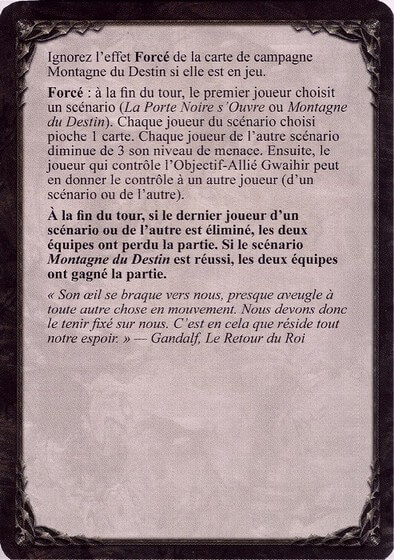 Ignorez l'effet Forcé de la carte de campagne
Montagne du Destin si elle est en jeu.
Forcé : à la fin du tour, le premier joueur choisit
un scénario (La Porte Noire s'Ouvre ou Montagne
du Destin). Chaque joueur du scénario choisi
pioche 1 carte. Chaque joueur de l'autre scénario
diminue de 3 son niveau de menace. Ensuite, le
joueur qui contrôle l'Objectif-Allié Gwaihir peut
en donner le contrôle à un autre joueur (d'un
scénario ou de l'autre).
À la fin du tour, si le dernier joueur d'un
scénario ou de l'autre est éliminé, les deux
équipes ont perdu la partie. Si le scénario
Montagne du Destin est réussi, les deux équipes
ont gagné la partie.
« Son œil se braque vers nous, presque aveugle à
toute autre chose en mouvement. Nous devons donc
le tenir fixé sur nous. C'est en cela que réside tout
notre espoir. » — Gandalf, Le Retour du Roi